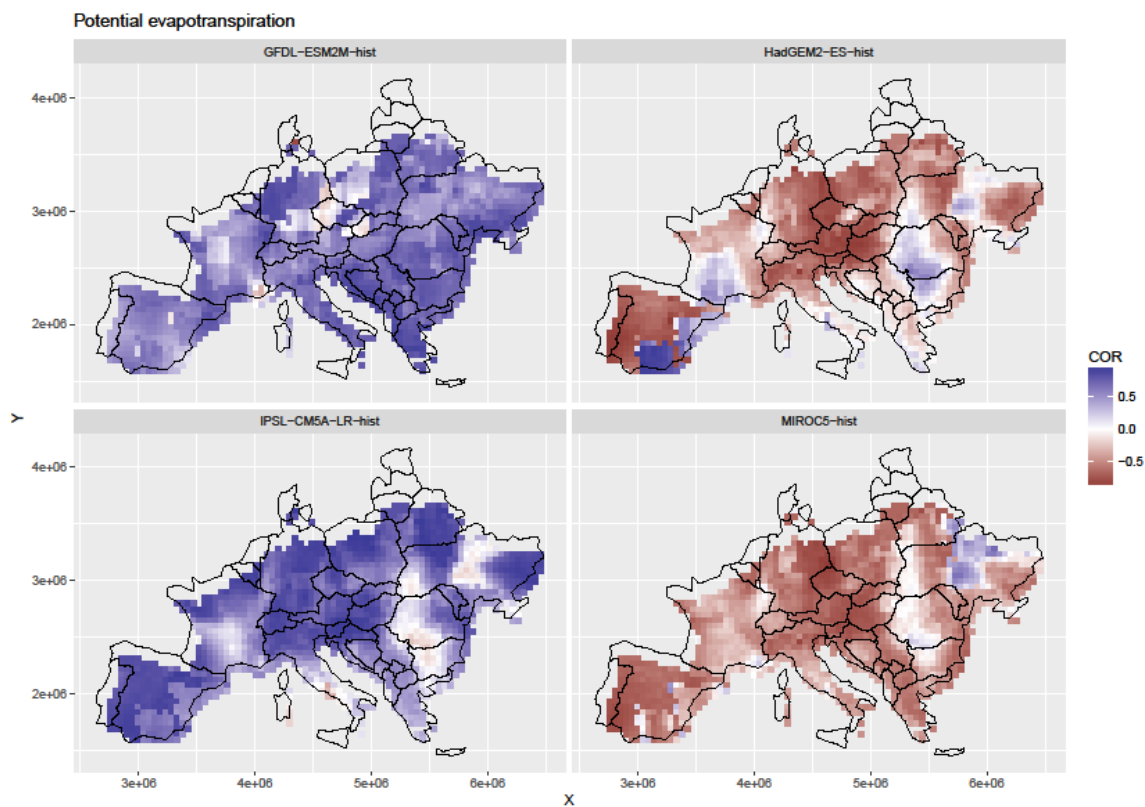 Potential evapotranspiration
GFDL-ESM2M-hist
HadGEM2-ES-hist
4e+06
3e+06
2e+06
IPSL-CM5A-LR-hist
MIROC5-hist
4e+06
3e+06
2e+06
3e+06 4e+06 5e+06 6e+06
3e+06 4e+06 5e+06 6e+06
X
Y
COR
0.5
0.0
−0.5